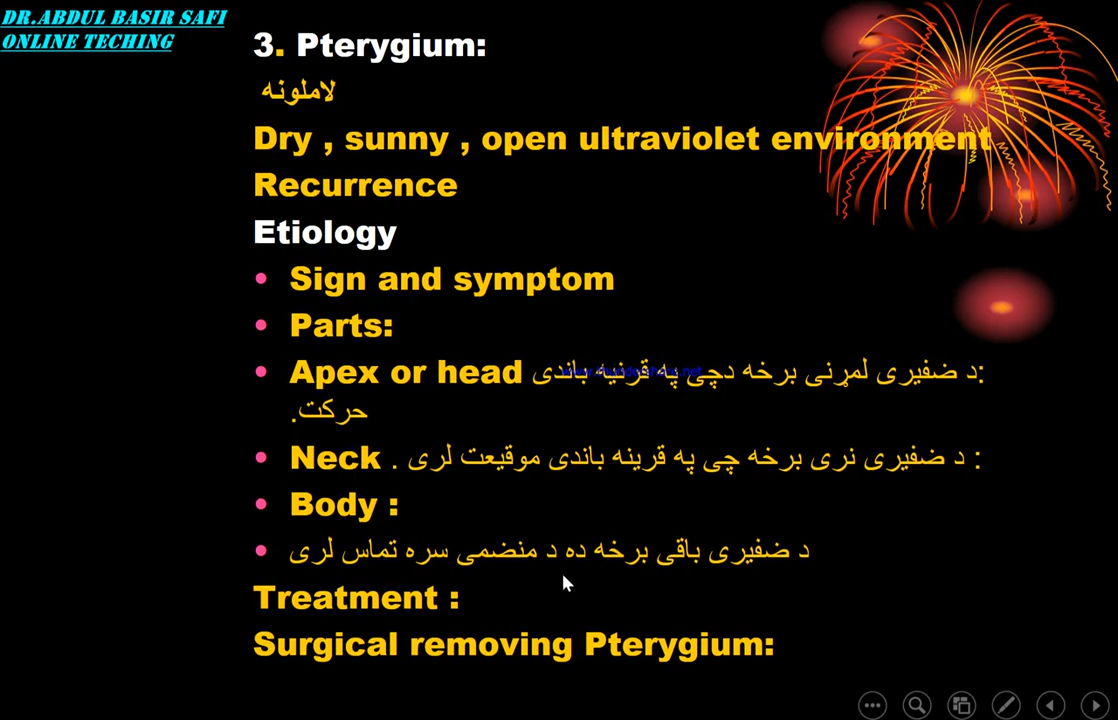 DR.ABDUL BASIR SAFI
ONLINE TECHING
3. Pterygium:
لاملونه
Dry , sunny , open ultraviolet environment
Recurrence
Etiology
• Sign and symptom
• Parts:
• Apex or head د ضفیری لمړنی برخه دچی په قرنیه باندی:
حرکت.
• Neck . د ضفیری نری برخه چی په قرینه باندی موقیعت لری :
• Body :
• د ضفیری باقی برخه ده د منضمی سره تماس لری
Treatment :
Surgical removing Pterygium: